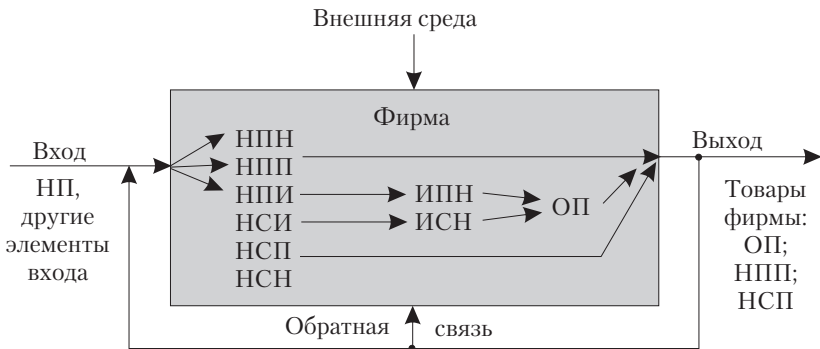 Внешняя среда
Фирма
Вход
НП,
другие
элементы
входа
НПН
НПП
НПИ
НСИ
НСП
НСН
ИПН
ИСН
ОП
Выход
Товары
фирмы:
ОП;
НПП;
НСП
Обратная связь